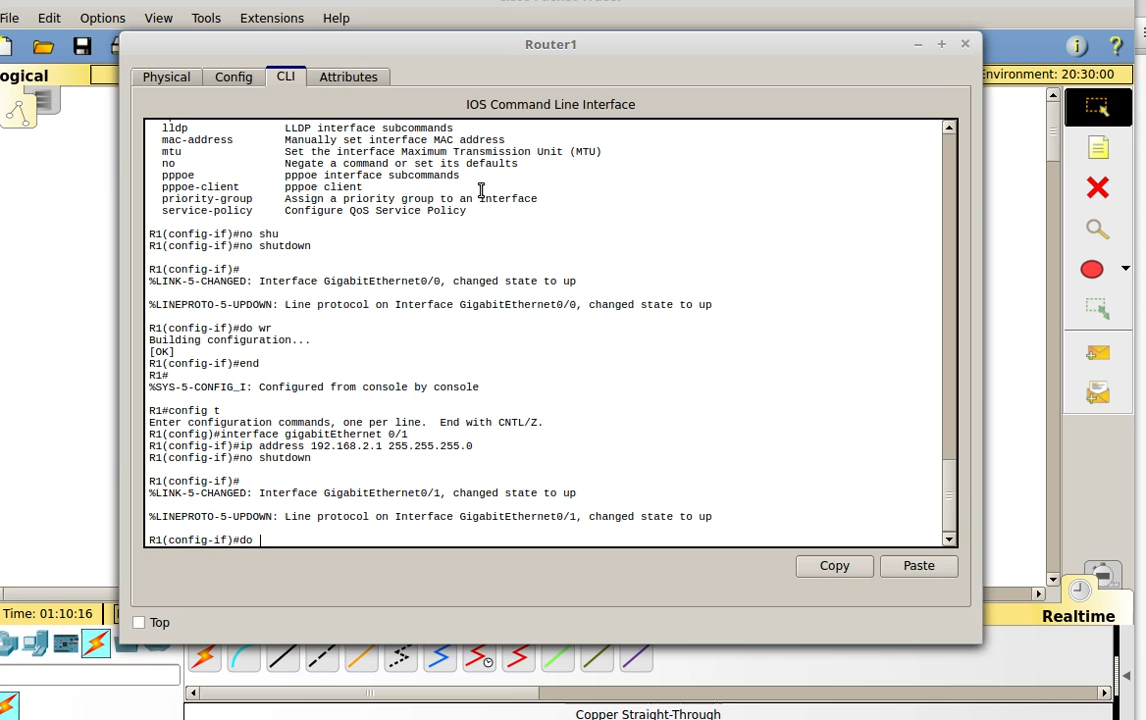 File Edit Options View Tools Extensions Help
Router1
ogical
Environment: 20:30:00
Physical Config CLI Attributes
IOS Command Line Interface
lldp LLDP interface subcommands
mac-address Manually set interface MAC address
mtu Set the interface Maximum Transmission Unit (MTU)
no Negate a command or set its defaults
pppoe pppoe interface subcommands
pppoe-client pppoe client
priority-group Assign a priority group to an interface
service-policy Configure QoS Service Policy
R1(config-if)#no shu
R1(config-if)#no shutdown
R1(config-if)#
%LINK-5-CHANGED: Interface GigabitEthernet0/0, changed state to up
%LINEPROTO-5-UPDOWN: Line protocol on Interface GigabitEthernet0/0, changed state to up
R1(config-if)#do wr
Building configuration...
[OK]
R1(config-if)#end
R1#
%SYS-5-CONFIG_I: Configured from console by console
R1#config t
Enter configuration commands, one per line. End with CNTL/Z.
R1(config)#interface gigabitEthernet 0/1
R1(config-if)#ip address 192.168.2.1 255.255.255.0
R1(config-if)#no shutdown
R1(config-if)#
%LINK-5-CHANGED: Interface GigabitEthernet0/1, changed state to up
%LINEPROTO-5-UPDOWN: Line protocol on Interface GigabitEthernet0/1, changed state to up
R1(config-if)#do
Copy Paste
Time: 01:10:16
Top
Realtime
Copper Straight-Through